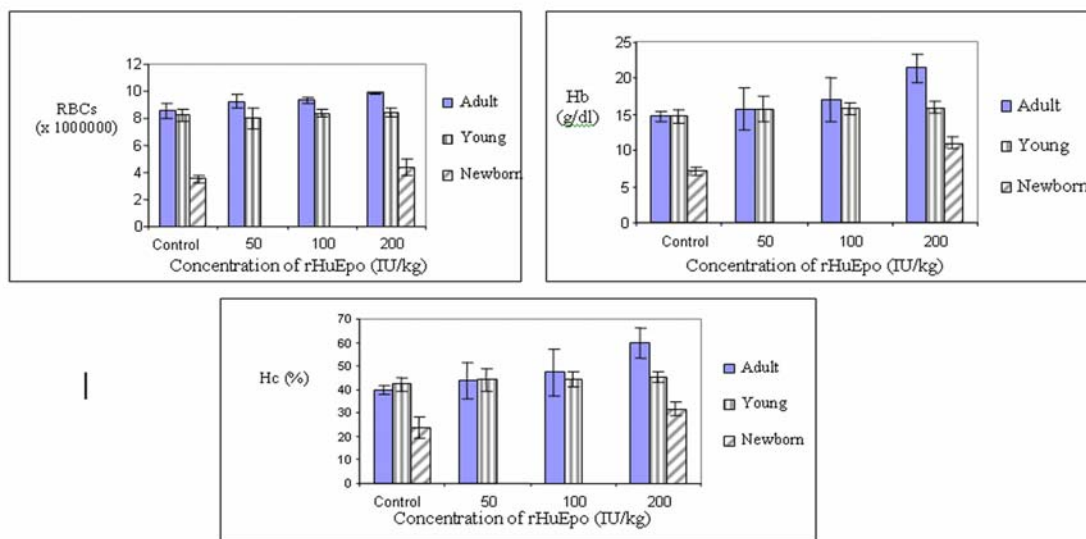 RBCs
(x 1000000)
12
10
8
6
4
2
0
Control 50 100 200
Concentration of rHuEpo (IU/kg)
Adult
Young
Newborn
Hb
(g/dl)
25
20
15
10
5
0
Control 50 100 200
Concentration of rHuEpo (IU/kg)
Adult
Young
Newborn
Hc (%)
70
60
50
40
30
20
10
0
Control 50 100 200
Concentration of rHuEpo (IU/kg)
Adult
Young
Newborn